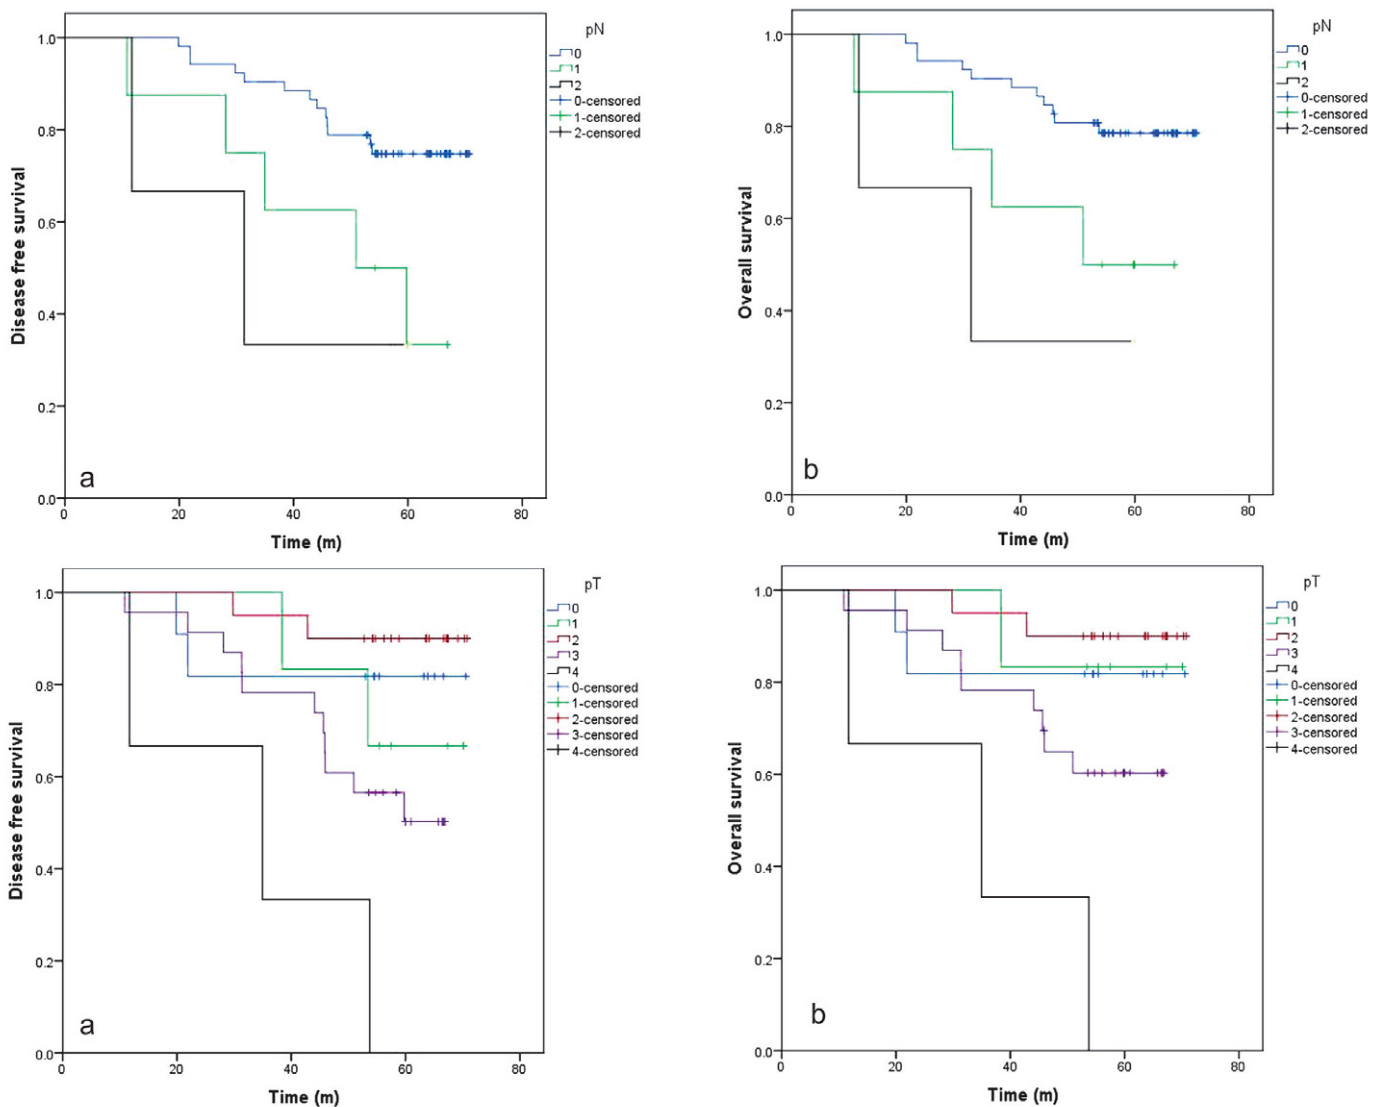 pN
0
1
2
0-censored
1-censored
2-censored
Disease free survival
1.0
0.8
0.6
0.4
0.2
0.0
a
0 20 40 60 80
Time (m)
pN
0
1
2
0-censored
1-censored
2-censored
Overall survival
1.0
0.8
0.6
0.4
0.2
0.0
b
0 20 40 60 80
Time (m)
pT
0
1
2
3
4
0-censored
1-censored
2-censored
3-censored
4-censored
Disease free survival
1.0
0.8
0.6
0.4
0.2
0.0
a
0 20 40 60 80
Time (m)
pT
0
1
2
3
4
0-censored
1-censored
2-censored
3-censored
4-censored
Overall survival
1.0
0.8
0.6
0.4
0.2
0.0
b
0 20 40 60 80
Time (m)